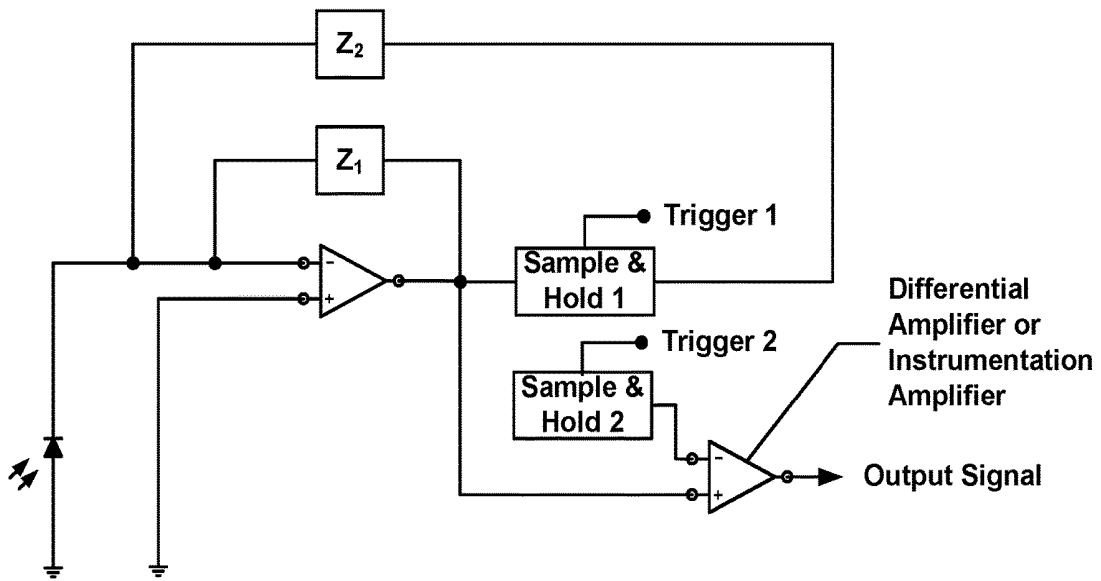 Z2
Z1
Trigger 1
Sample &
Hold 1
Differential
Amplifier or
Instrumentation
Amplifier
Trigger 2
Sample &
Hold 2
-
+
-
+
Output Signal